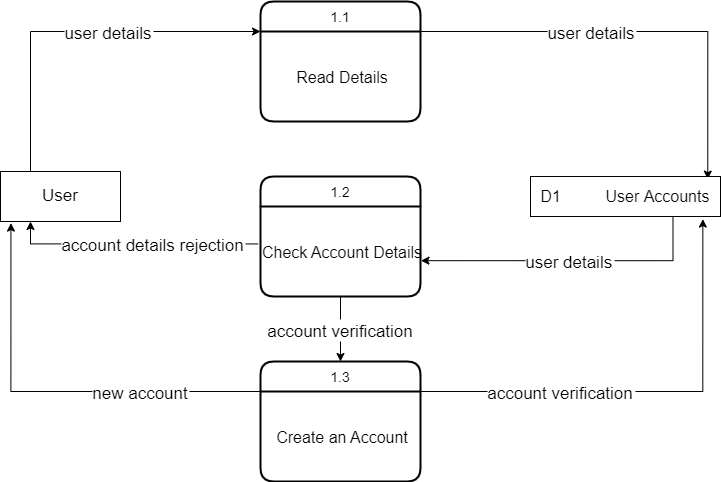 1.1
user details
user details
Read Details
User
1.2
D1 User Accounts
account details rejection
Check Account Details
user details
account verification
1.3
new account
account verification
Create an Account